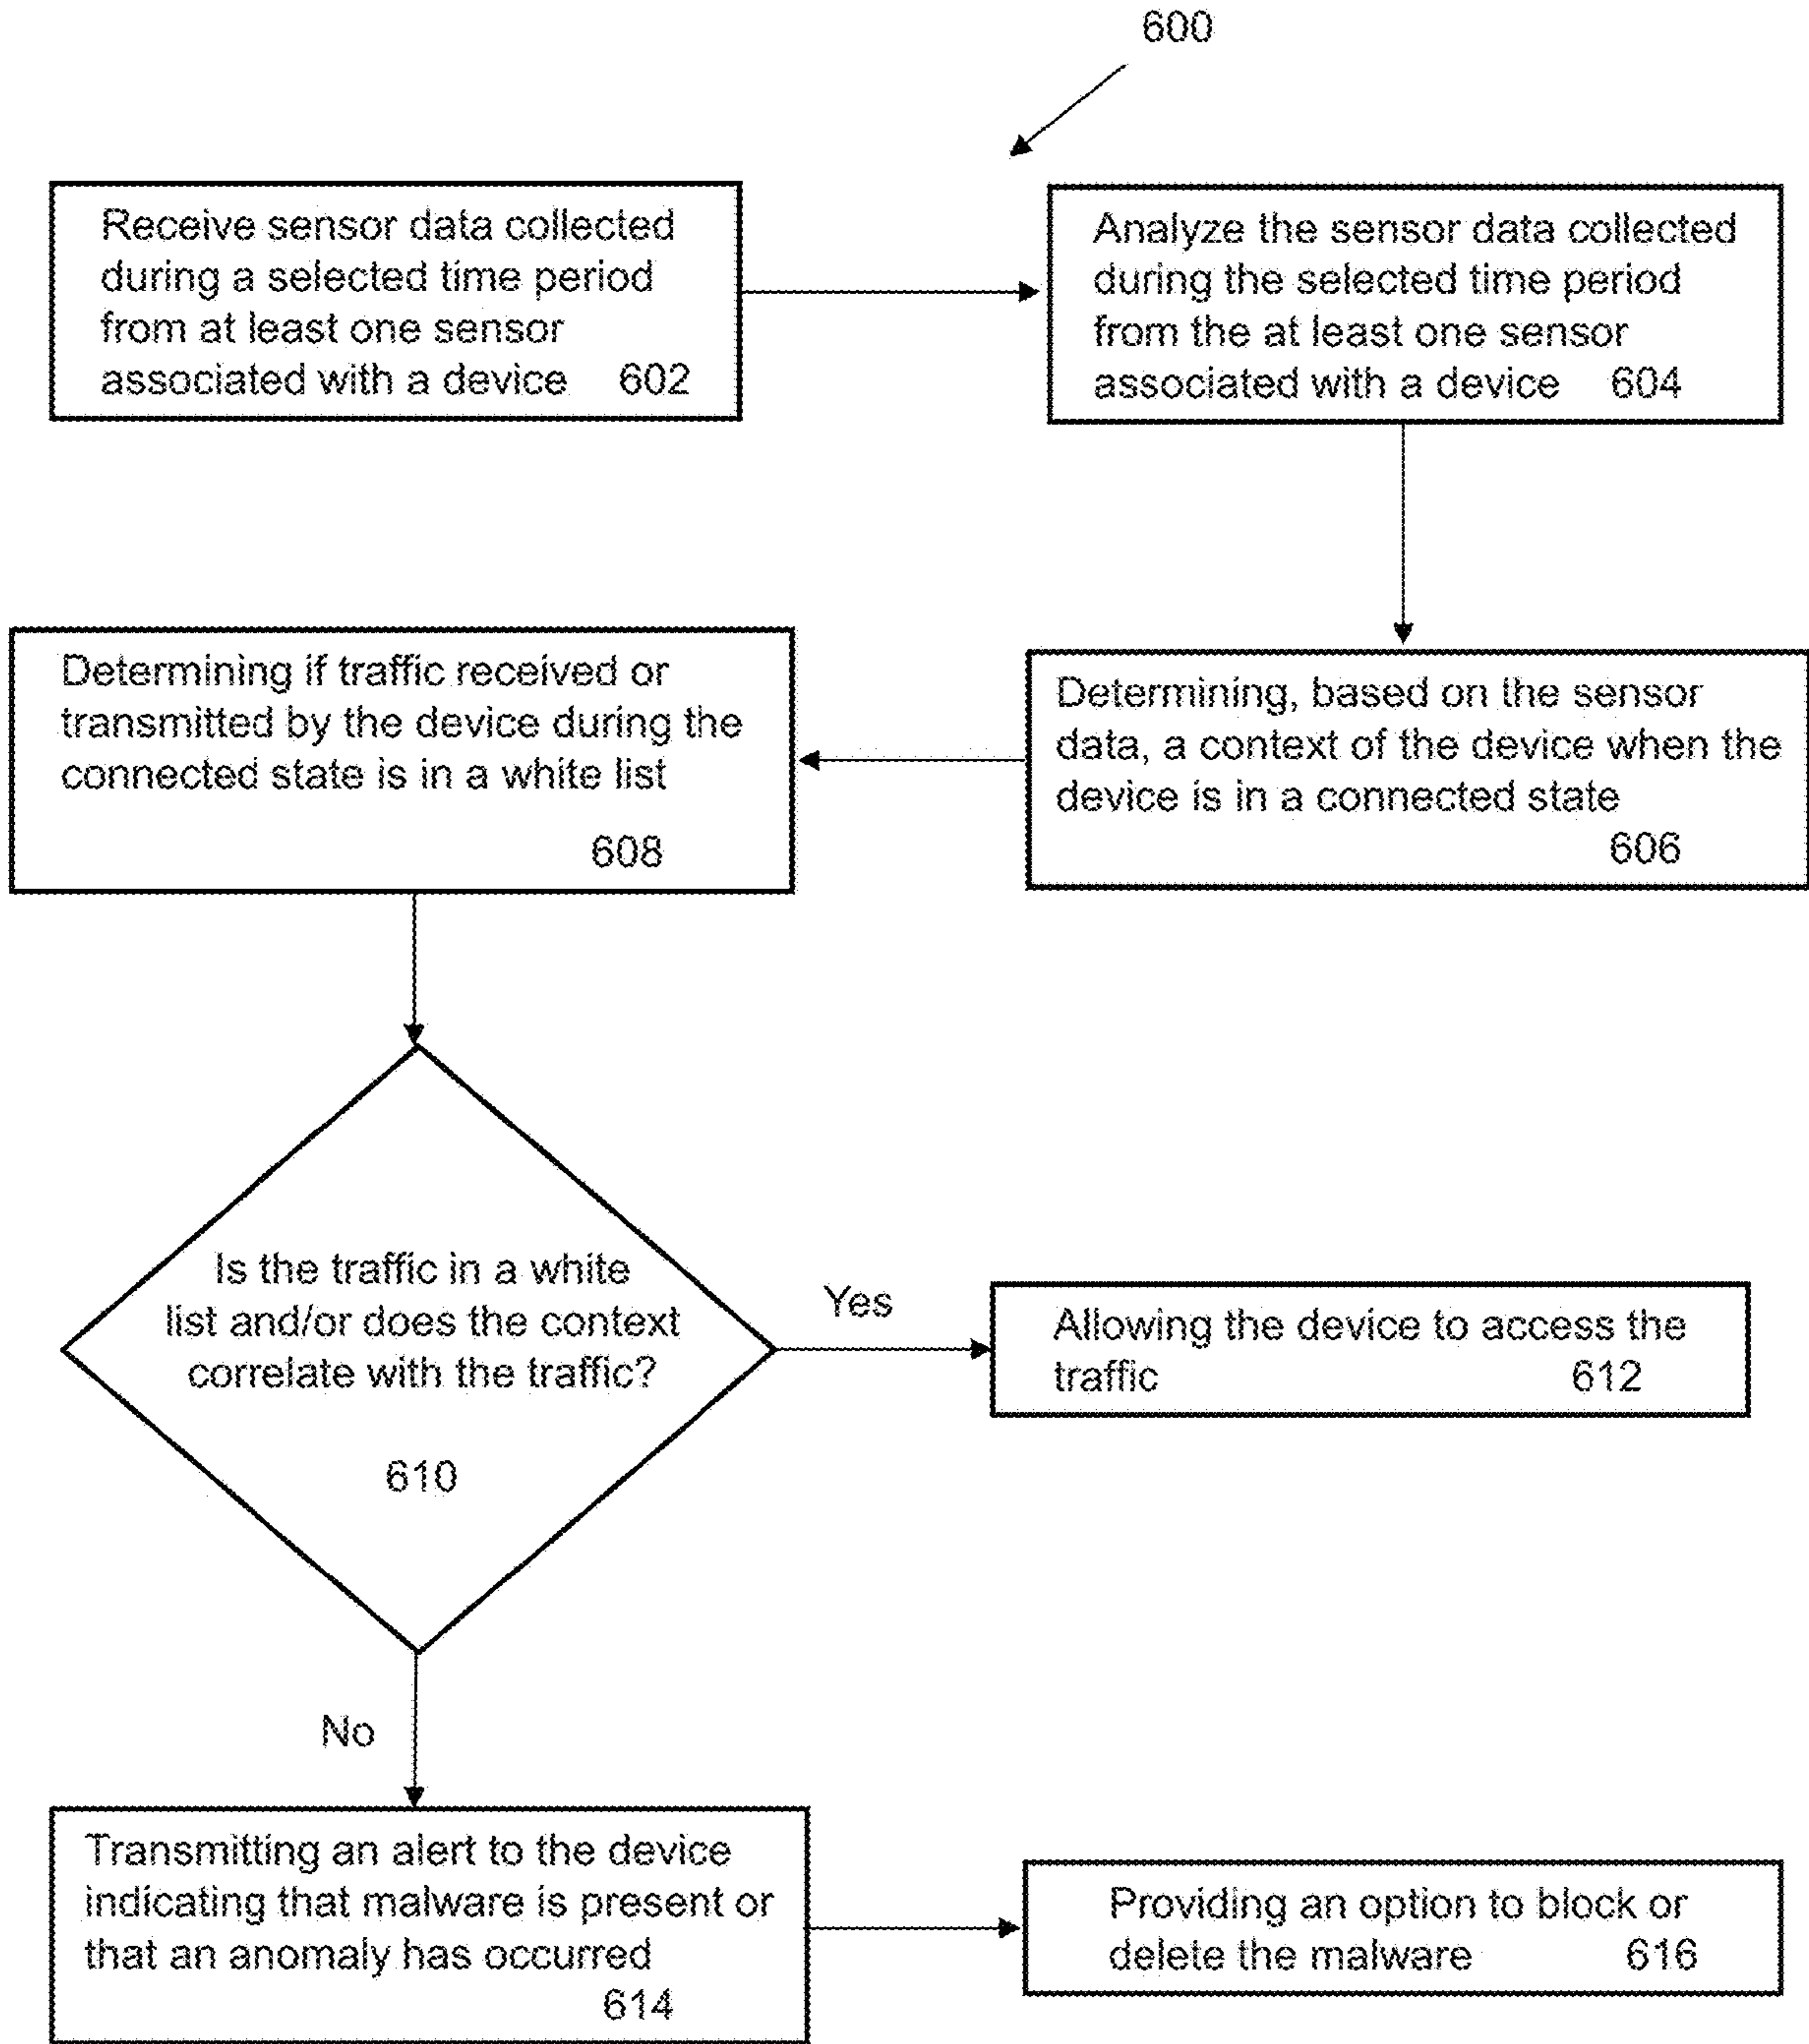 600
Receive sensor data collected
during a selected time period
from at least one sensor
associated with a device 602
Analyze the sensor data collected
during the selected time period
from the at least one sensor
associated with a device 604
Determining, based on the sensor
data, a context of the device when the
device is in a connected state
606
Determining if traffic received or
transmitted by the device during the
connected state is in a white list
608
Is the traffic in a white
list and/or does the context
correlate with the traffic?
610
Yes
Allowing the device to access the
traffic 612
No
Transmitting an alert to the device
indicating that malware is present or
that an anomaly has occurred
614
Providing an option to block or
delete the malware 616